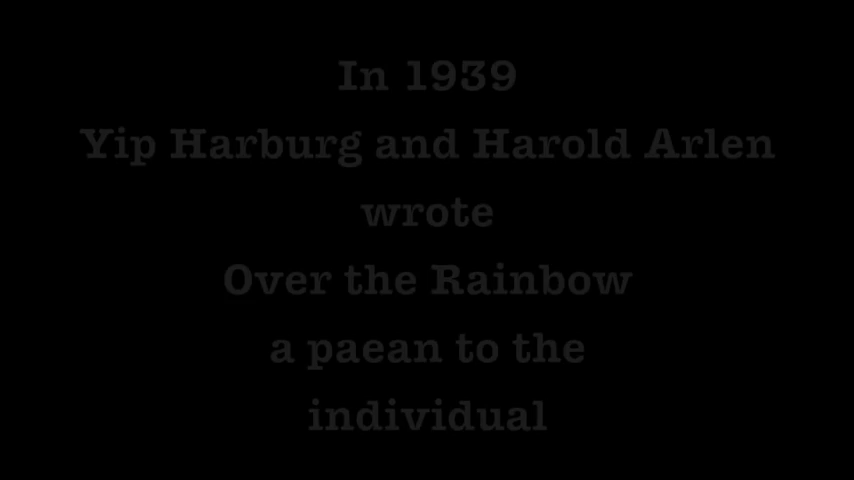 In 1939
Yip Harburg and Harold Arlen
wrote
Over the Rainbow
a paean to the
individual